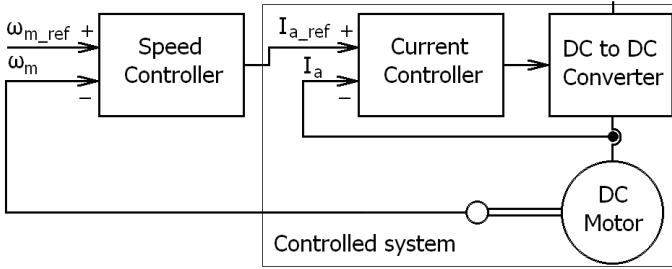 ω_m_ref +
ω_m
−
Speed
Controller
I_a_ref +
I_a
−
Current
Controller
DC to DC
Converter
DC
Motor
Controlled system